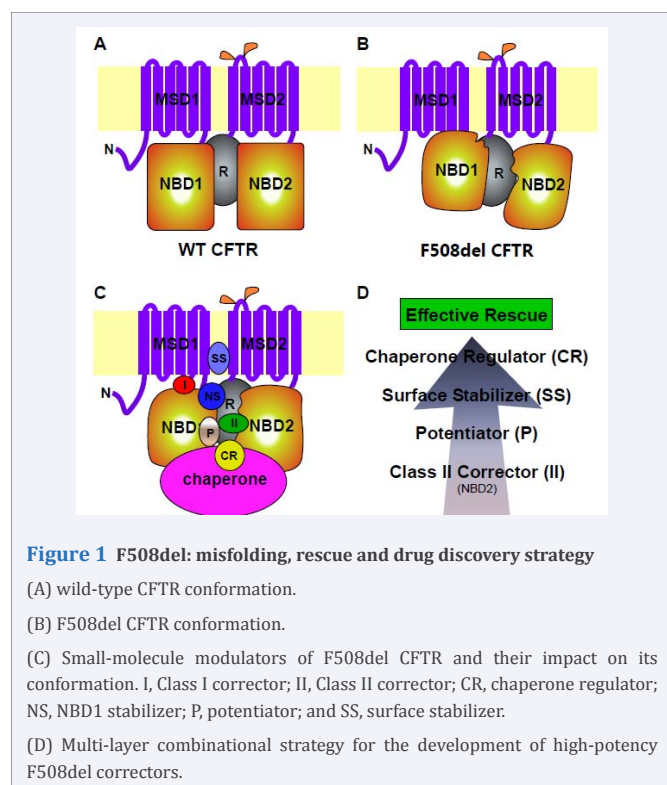 A
B
MSD1
MSD2
MSD1
MSD2
N
N
NBD1
R
NBD2
NBD1
R
NBD2
WT CFTR
F508del CFTR
C
D
MSD1
SS
MSD2
N
I
NS
R
NBD
P
II
NBD2
CR
chaperone
Effective Rescue
Chaperone Regulator (CR)
Surface Stabilizer (SS)
Potentiator (P)
Class II Corrector (II)
(NBD2)
Figure 1 F508del: misfolding, rescue and drug discovery strategy
(A) wild-type CFTR conformation.
(B) F508del CFTR conformation.
(C) Small-molecule modulators of F508del CFTR and their impact on its
conformation. I, Class I corrector; II, Class II corrector; CR, chaperone regulator;
NS, NBD1 stabilizer; P, potentiator; and SS, surface stabilizer.
(D) Multi-layer combinational strategy for the development of high-potency
F508del correctors.